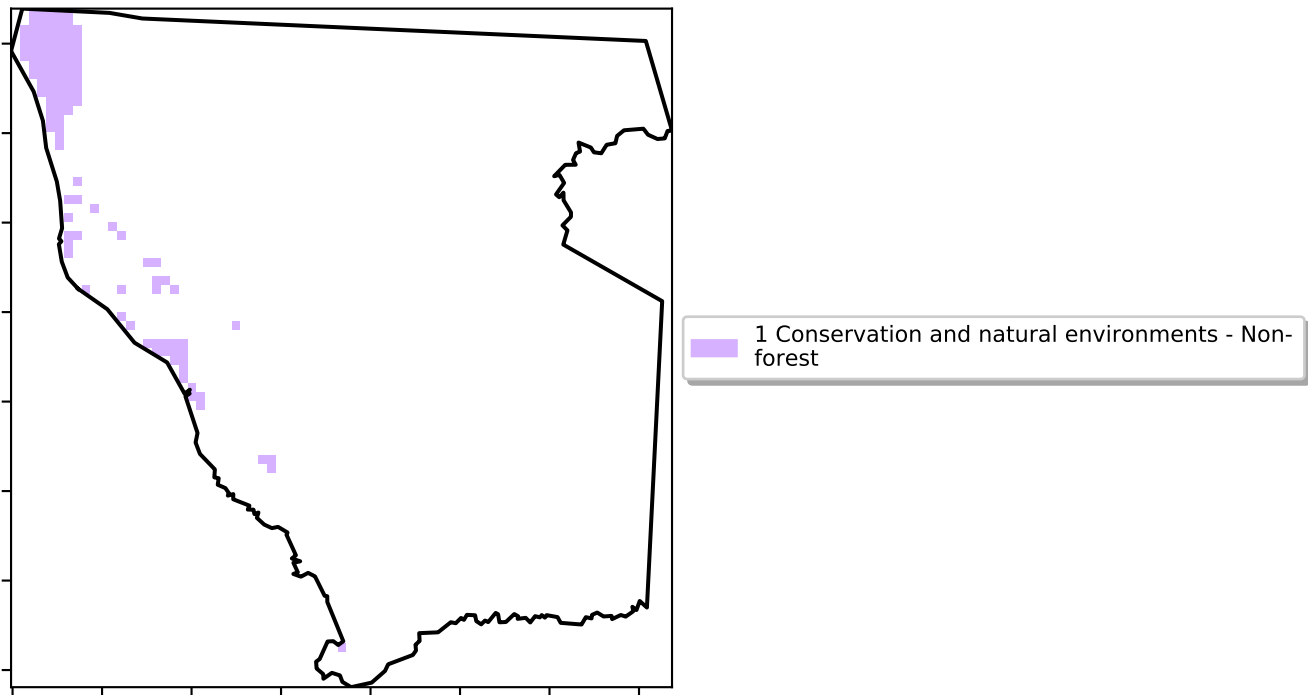 1 Conservation and natural environments - Non-
forest